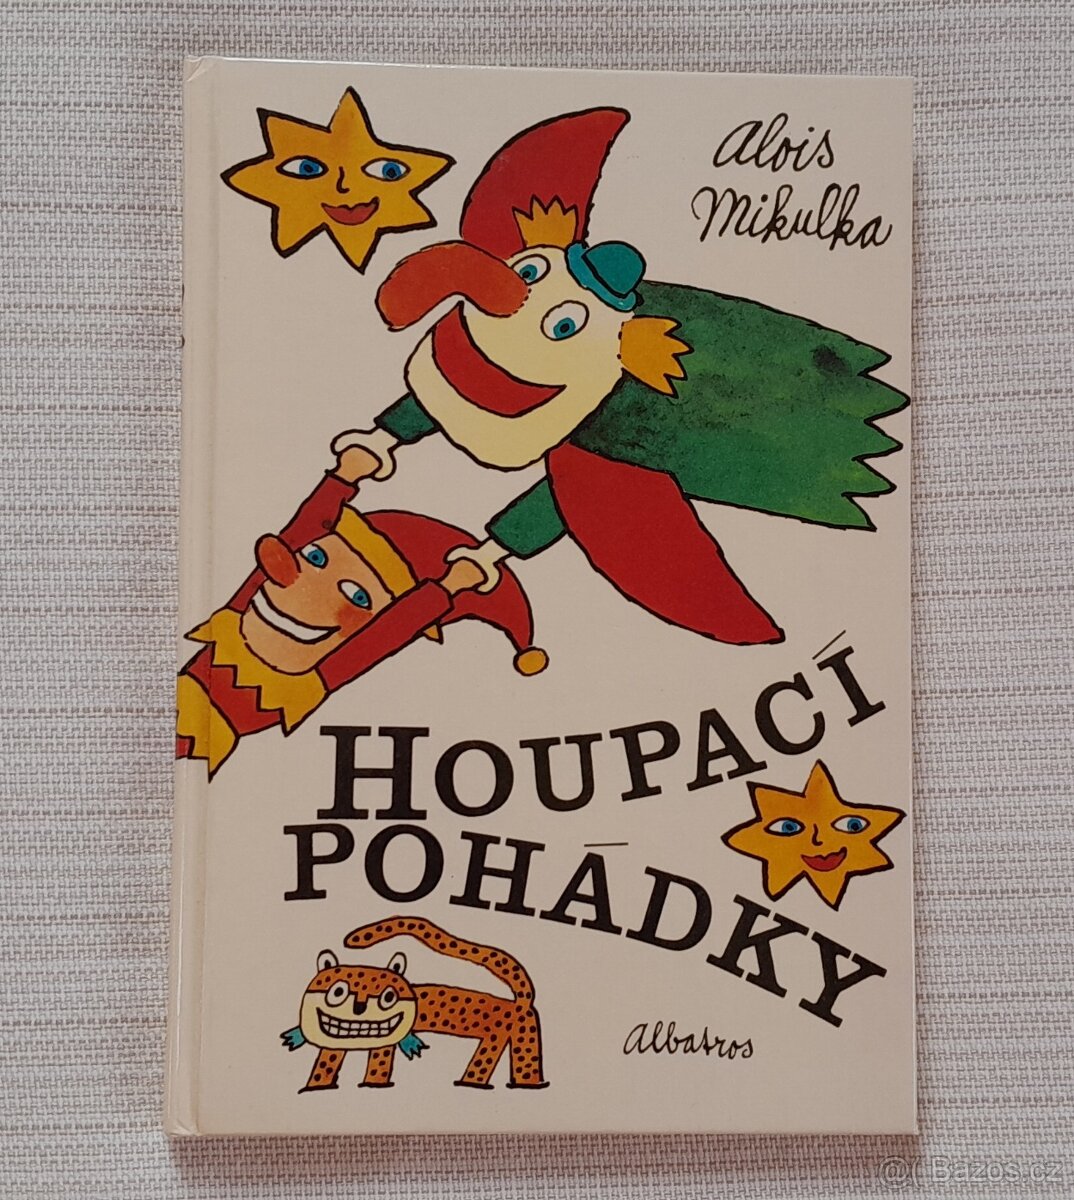 Alois
Mikulka
HOUPACÍ
POHÁDKY
Albatros
@( Bazos.cz